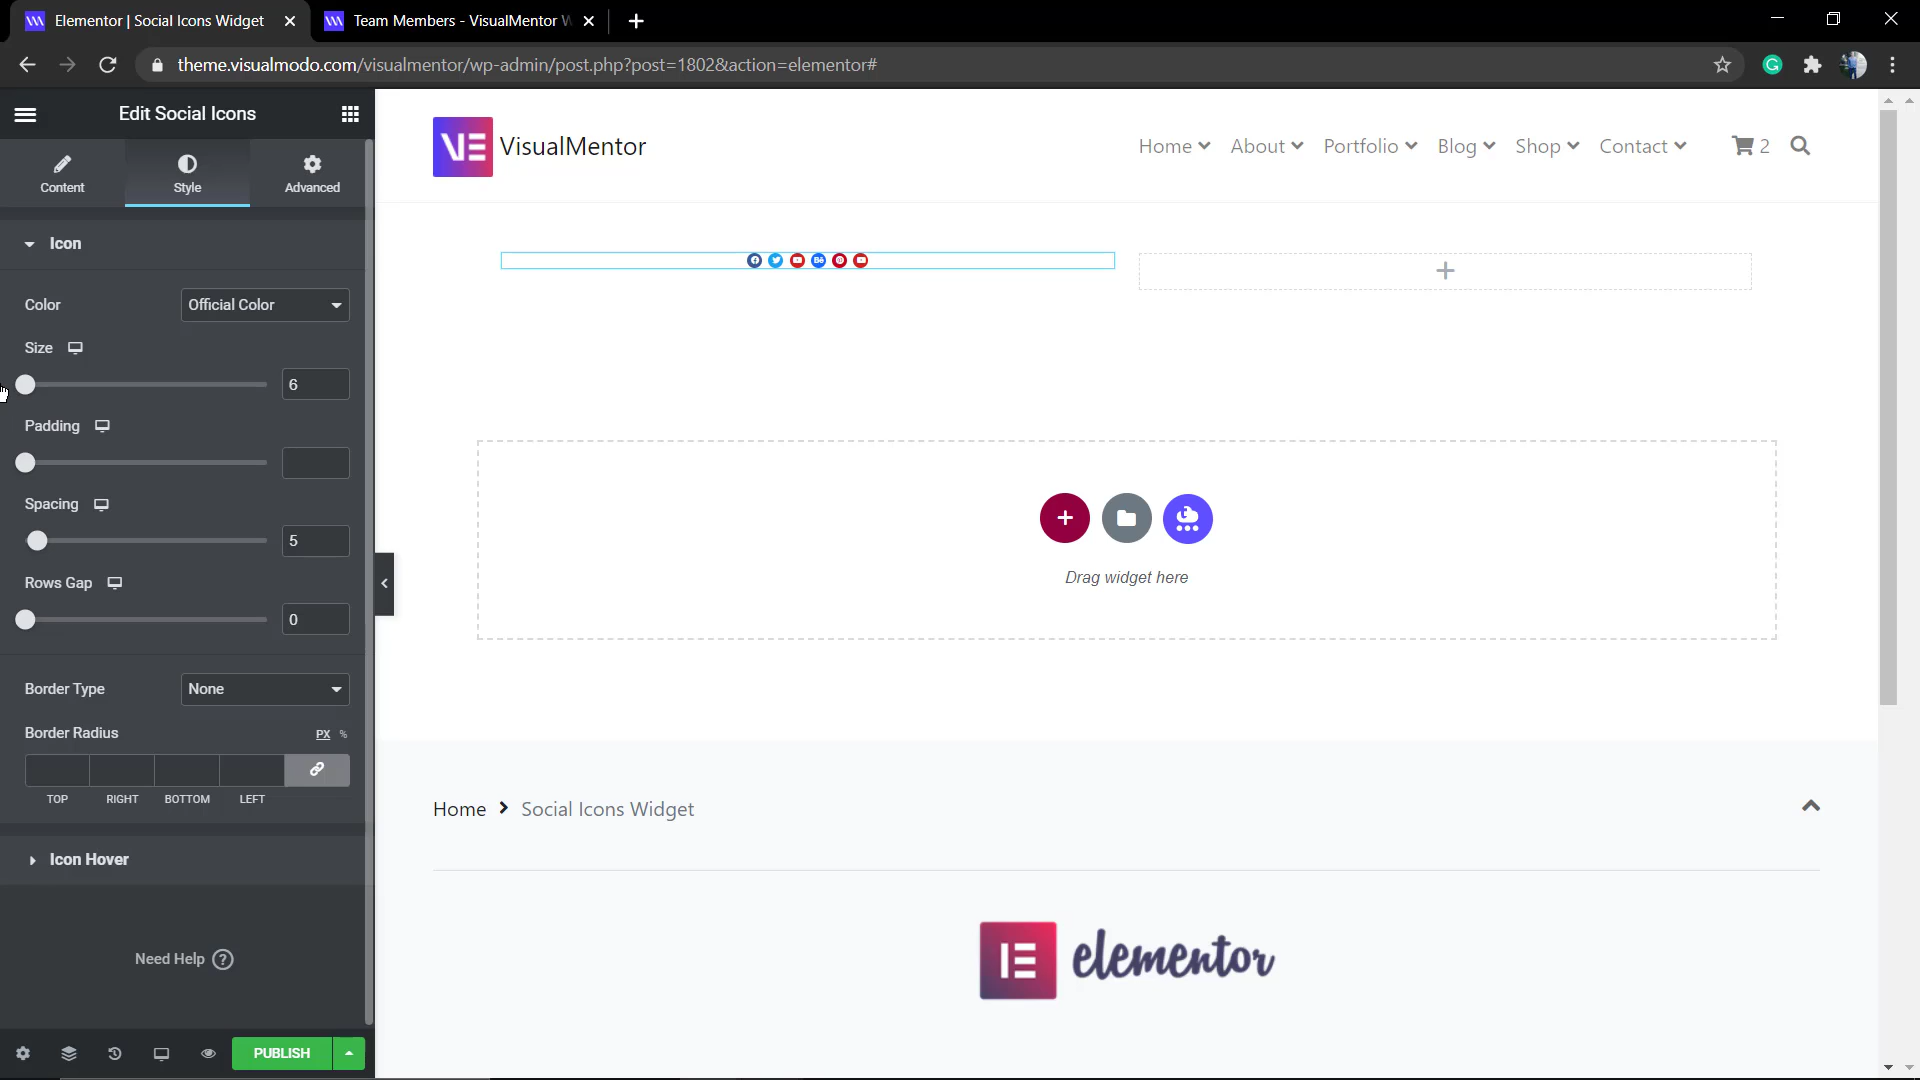 Elementor | Social Icons Widget
Team Members - VisualMentor W
theme.visualmodo.com/visualmentor/wp-admin/post.php?post=1802&action=elementor#
Edit Social Icons
Content
Style
Advanced
Icon
Color
Official Color
Size
6
Padding
Spacing
5
Rows Gap
0
Border Type
None
Border Radius
PX %
TOP RIGHT BOTTOM LEFT
Icon Hover
Need Help ?
PUBLISH
VE VisualMentor
Home About Portfolio Blog Shop Contact 2
Bē
Drag widget here
Home Social Icons Widget
elementor